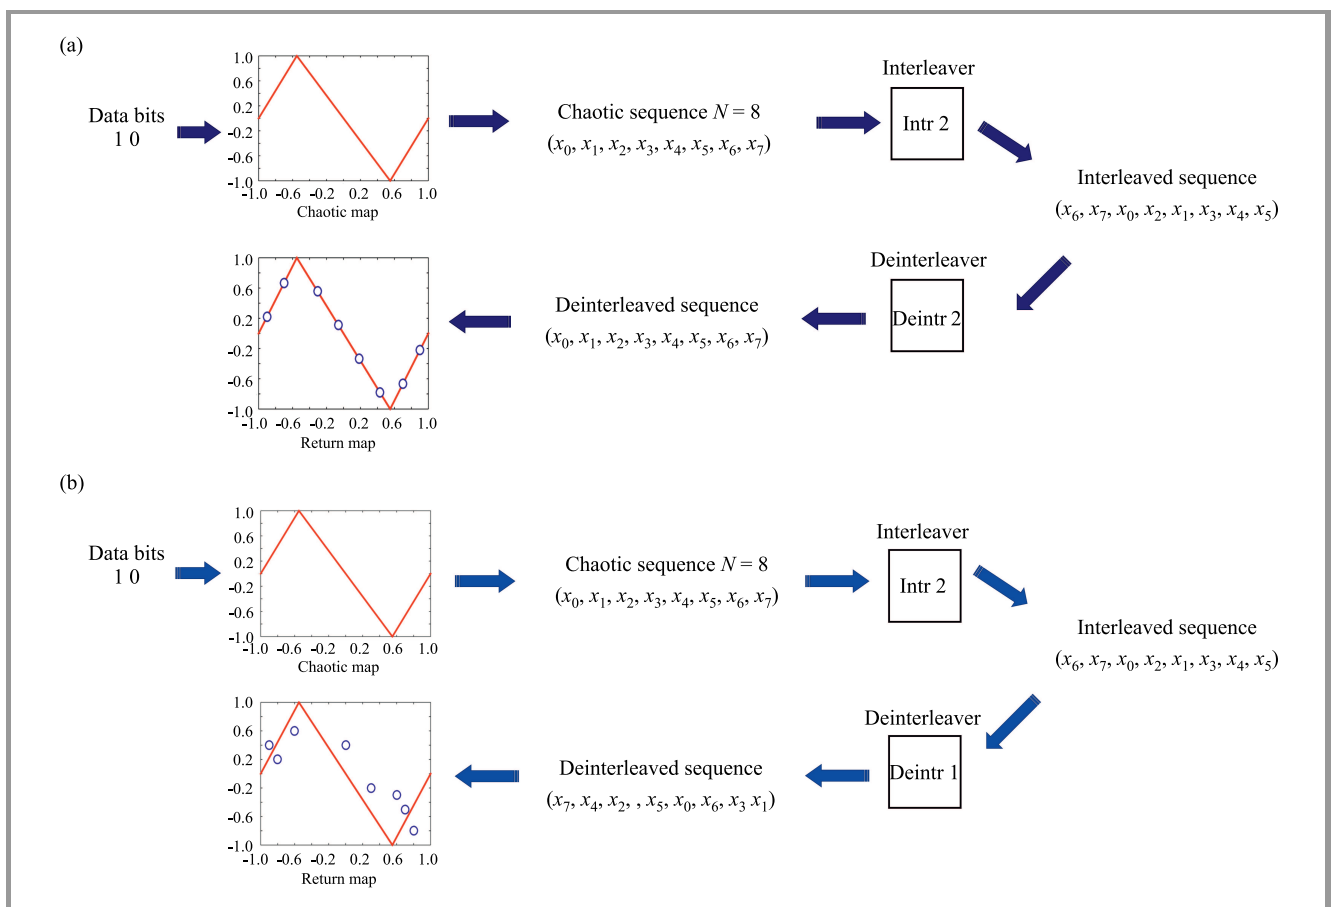 (a)
Data bits
1 0
1.0
0.6
0.2
-0.2
-0.6
-1.0
-1.0 -0.6 -0.2 0.2 0.6 1.0
Chaotic map
Chaotic sequence N = 8
(x0, x1, x2, x3, x4, x5, x6, x7)
Interleaver
Intr 2
Interleaved sequence
(x6, x7, x0, x2, x1, x3, x4, x5)
Deinterleaver
Deintr 2
Deinterleaved sequence
(x0, x1, x2, x3, x4, x5, x6, x7)
1.0
0.6
0.2
-0.2
-0.6
-1.0
-1.0 -0.6 -0.2 0.2 0.6 1.0
Return map
(b)
Data bits
1 0
1.0
0.6
0.2
-0.2
-0.6
-1.0
-1.0 -0.6 -0.2 0.2 0.6 1.0
Chaotic map
Chaotic sequence N = 8
(x0, x1, x2, x3, x4, x5, x6, x7)
Interleaver
Intr 2
Interleaved sequence
(x6, x7, x0, x2, x1, x3, x4, x5)
Deinterleaver
Deintr 1
Deinterleaved sequence
(x7, x4, x2, , x5, x0, x6, x3 x1)
1.0
0.6
0.2
-0.2
-0.6
-1.0
-1.0 -0.6 -0.2 0.2 0.6 1.0
Return map